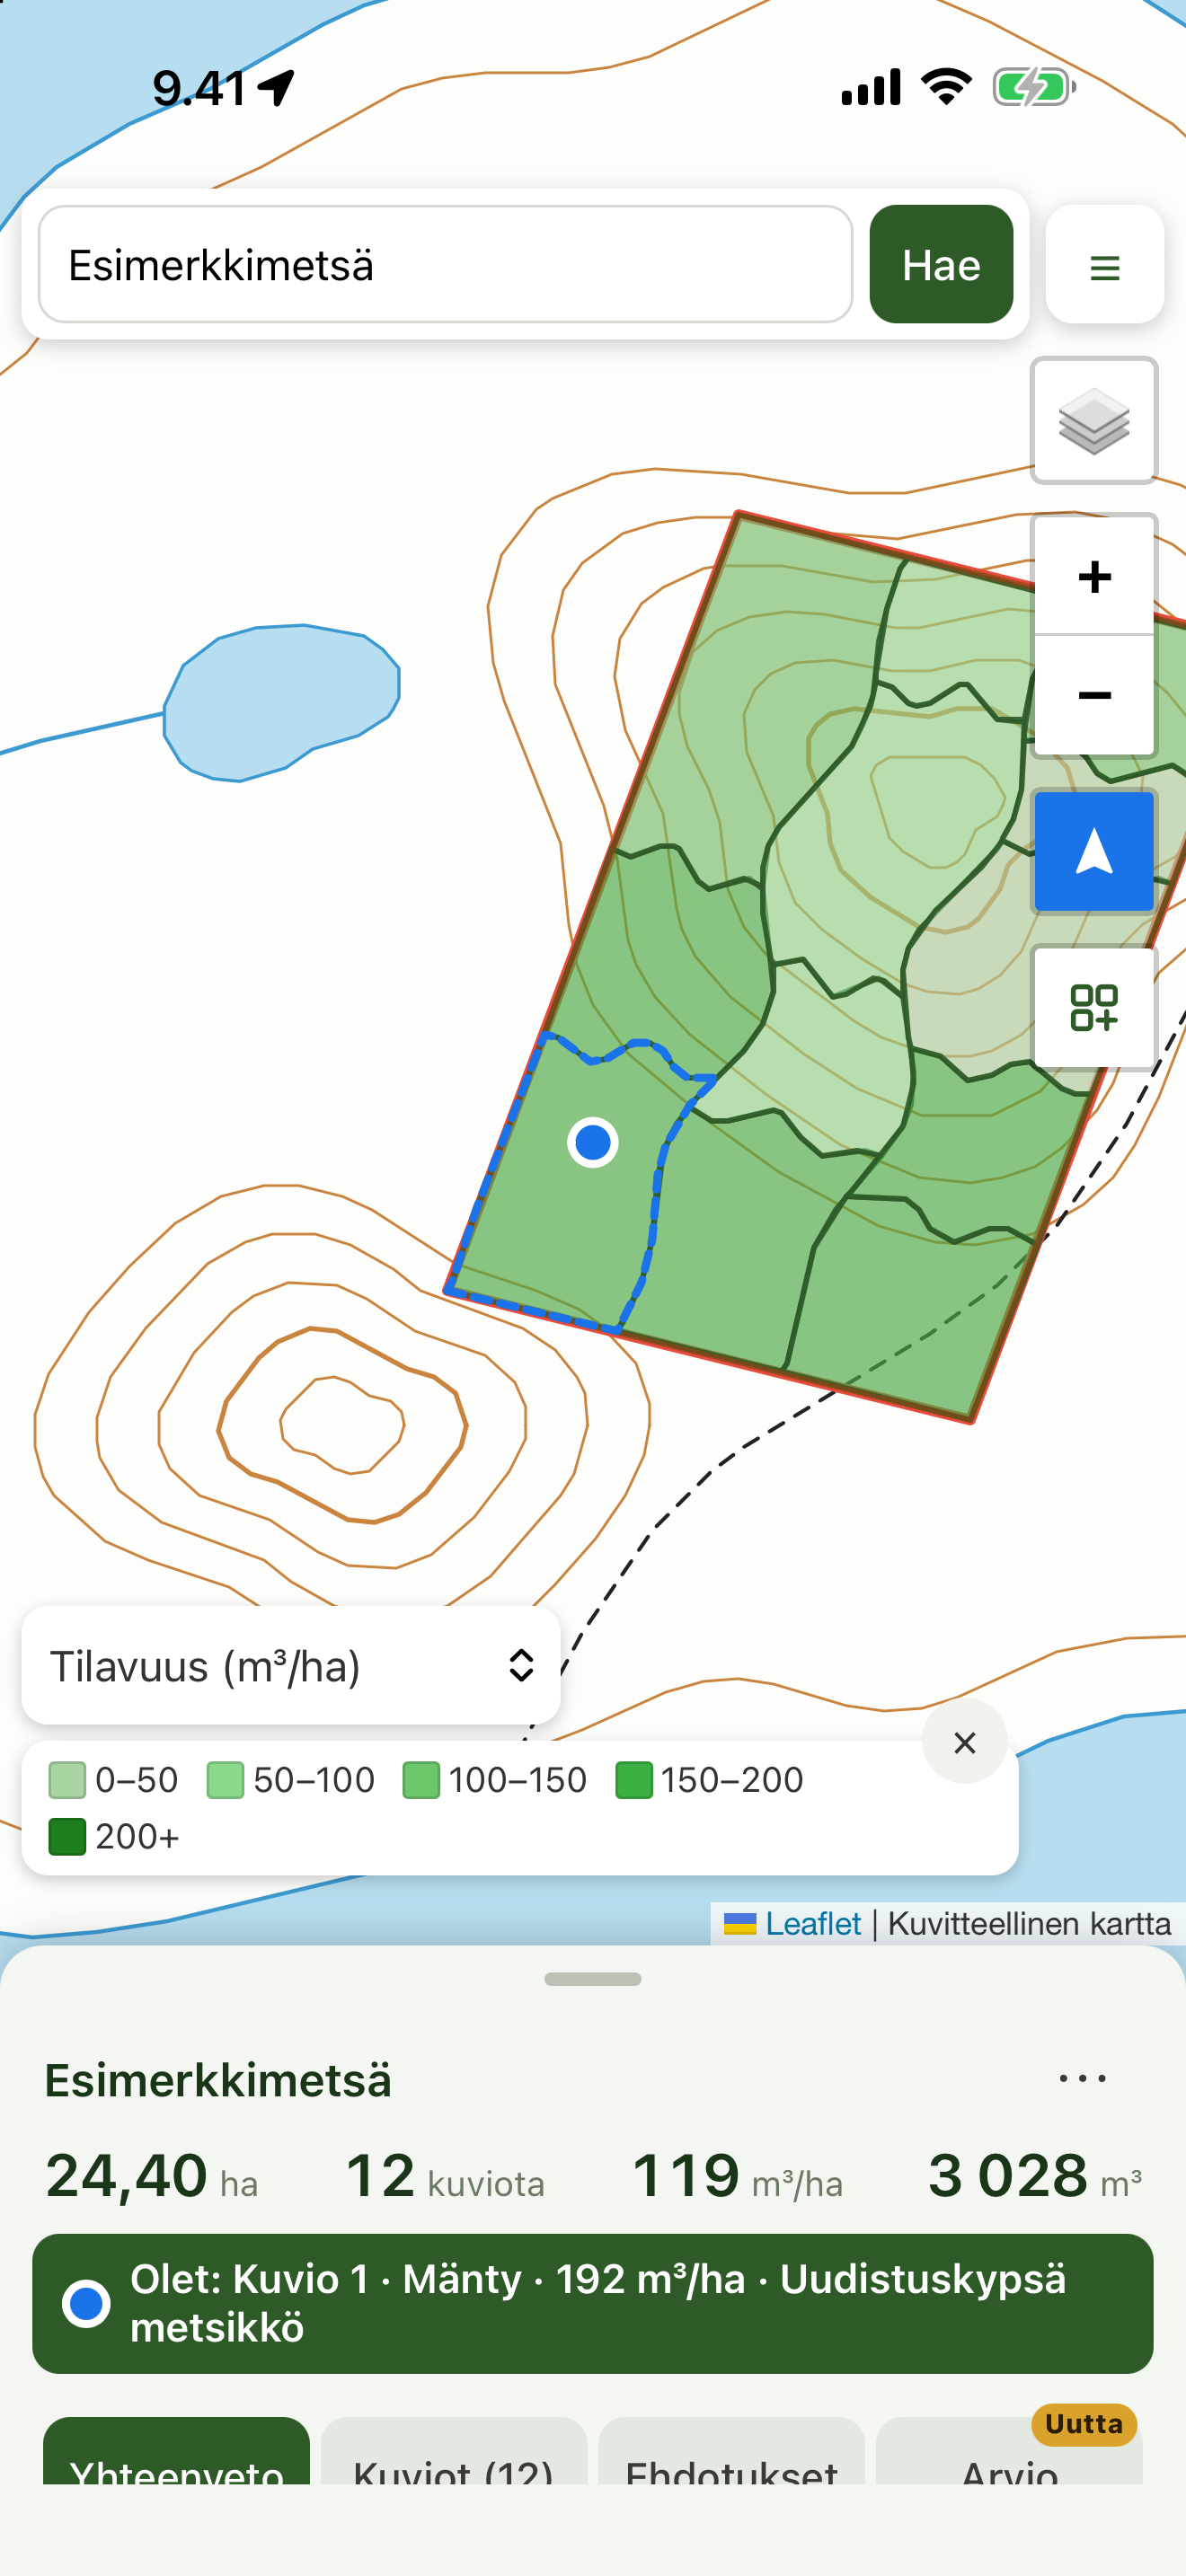 9.41
Esimerkkimetsä
Hae
Tilavuus (m³/ha)
0–50 50–100 100–150 150–200
200+
Leaflet | Kuvitteellinen kartta
Esimerkkimetsä
24,40 ha 12 kuviota 119 m³/ha 3 028 m³
Olet: Kuvio 1 · Mänty · 192 m³/ha · Uudistuskypsä
metsikkö
Uutta
Yhteenveto Kuviot (12) Ehdotukset Arvio